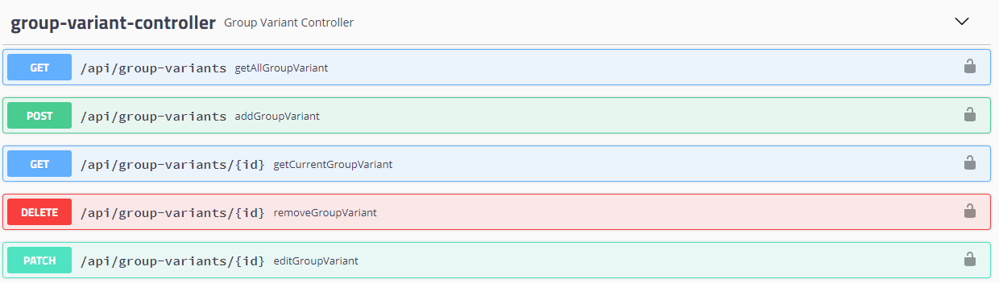 group-variant-controller Group Variant Controller
GET /api/group-variants getAllGroupVariant
POST /api/group-variants addGroupVariant
GET /api/group-variants/{id} getCurrentGroupVariant
DELETE /api/group-variants/{id} removeGroupVariant
PATCH /api/group-variants/{id} editGroupVariant